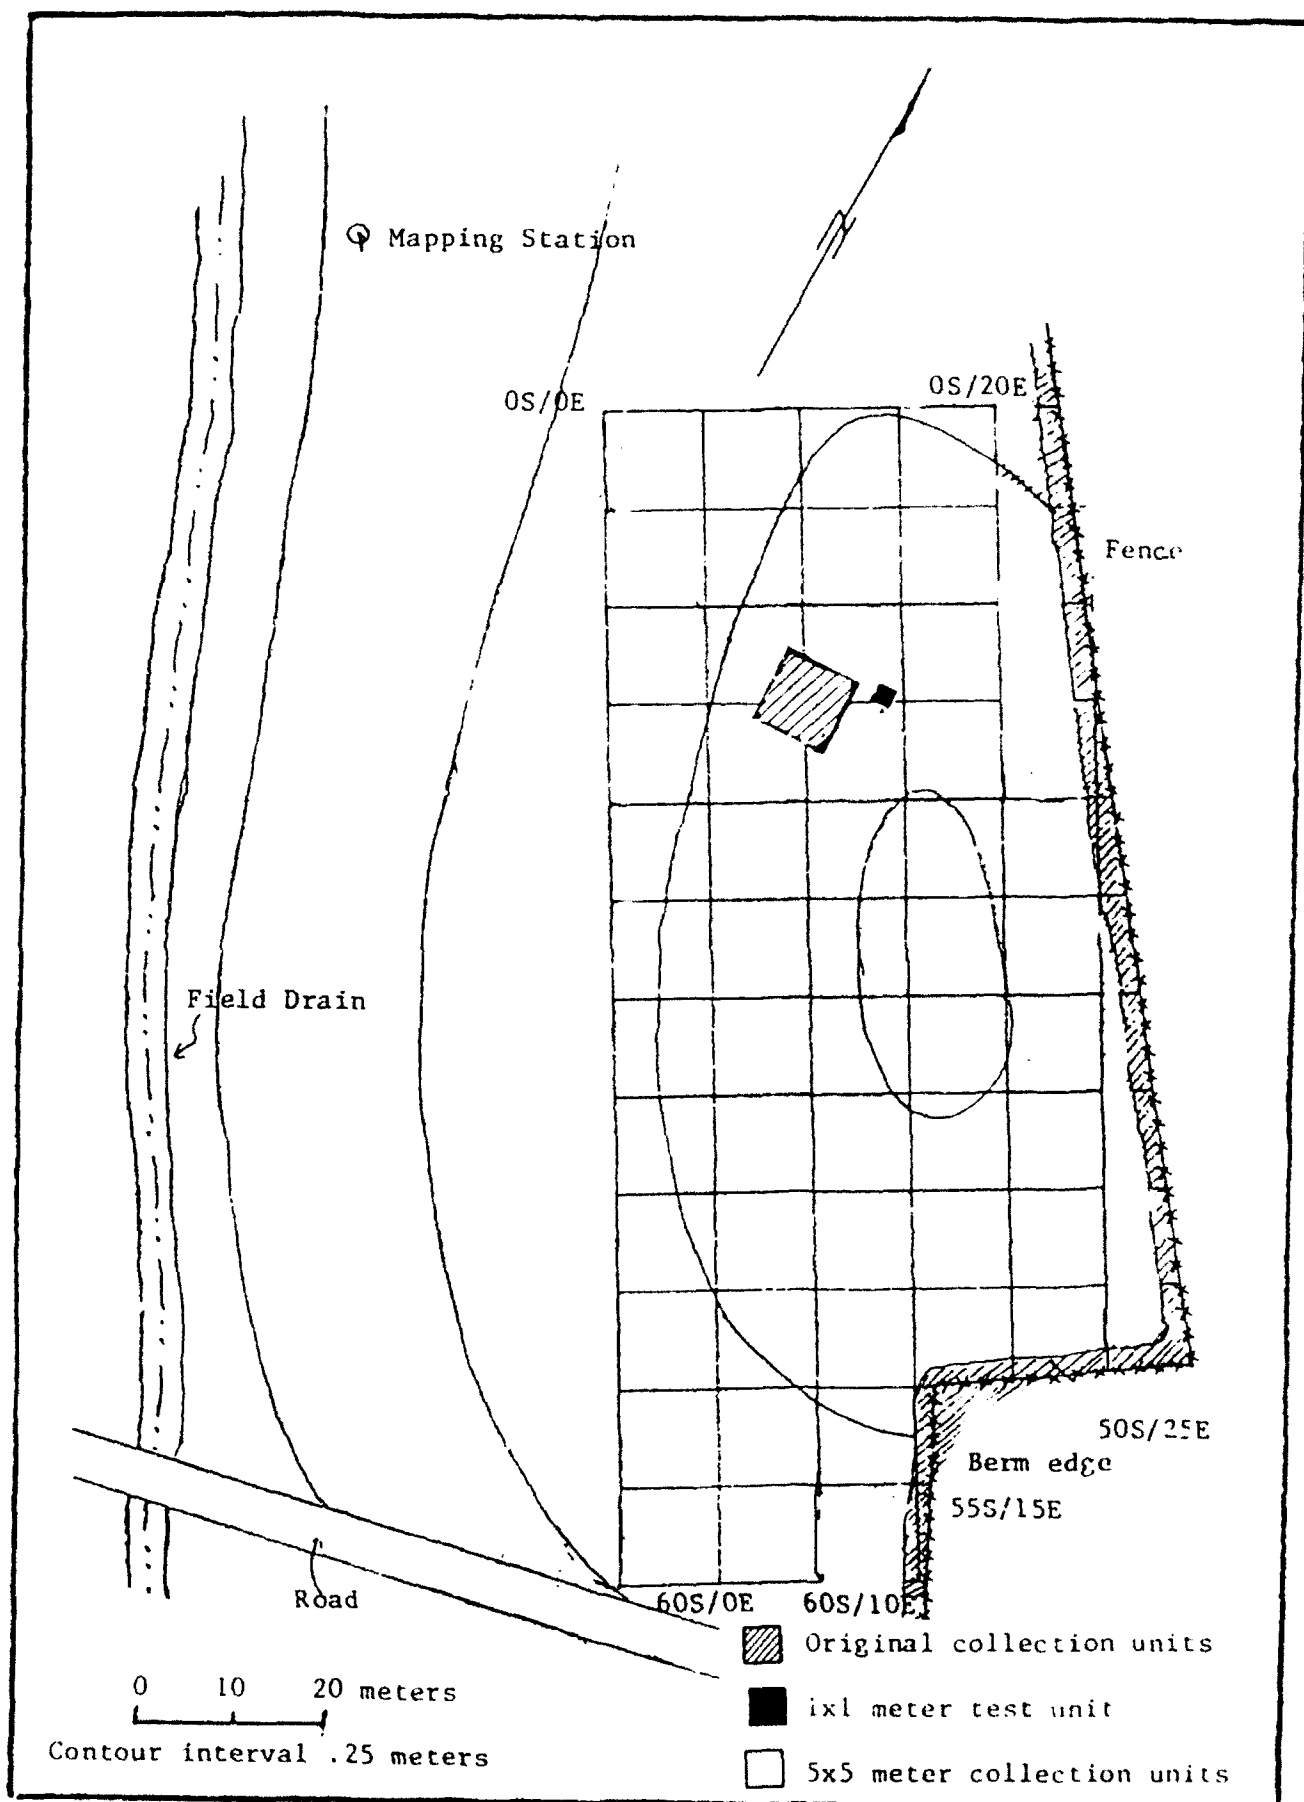 N
Mapping Station
0S/0E
0S/20E
Fence
Field Drain
50S/25E
Berm edge
55S/15E
Road
60S/0E 60S/10E
Original collection units
1x1 meter test unit
5x5 meter collection units
0 10 20 meters
Contour interval .25 meters